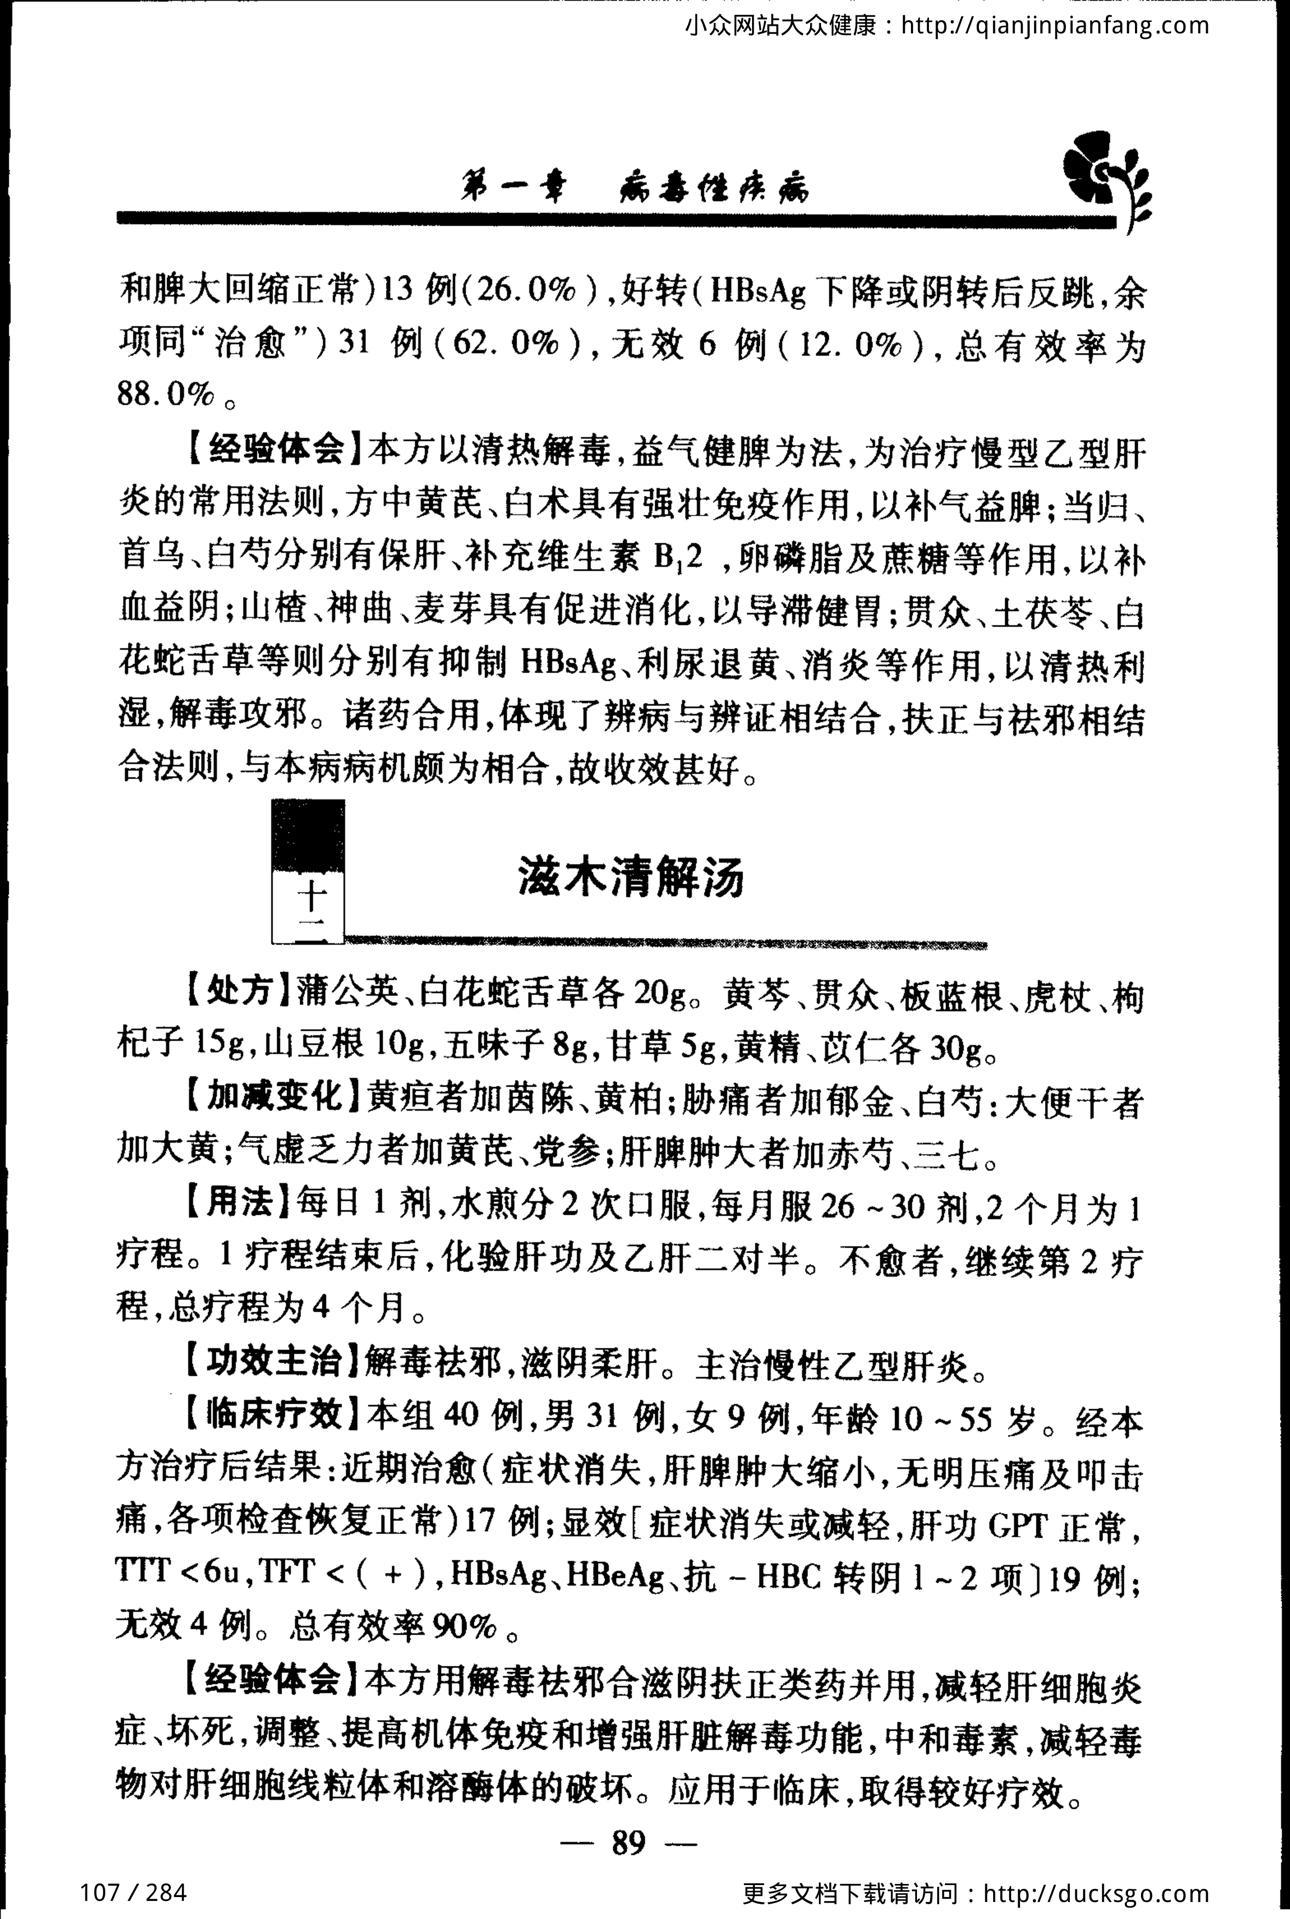 小众网站大众健康：http://qianjinpianfang.com
第一章 病毒性疾病
和脾大回缩正常)13 例(26.0%),好转(HBsAg 下降或阴转后反跳,余
项同“治愈”)31 例(62.0%),无效 6 例(12.0%),总有效率为
88.0%。
【经验体会】本方以清热解毒,益气健脾为法,为治疗慢型乙型肝
炎的常用法则,方中黄芪、白术具有强壮免疫作用,以补气益脾;当归、
首乌、白芍分别有保肝、补充维生素 B₁2 ,卵磷脂及蔗糖等作用,以补
血益阴;山楂、神曲、麦芽具有促进消化,以导滞健胃;贯众、土茯苓、白
花蛇舌草等则分别有抑制 HBsAg、利尿退黄、消炎等作用,以清热利
湿,解毒攻邪。诸药合用,体现了辨病与辨证相结合,扶正与祛邪相结
合法则,与本病病机颇为相合,故收效甚好。
十二
滋木清解汤
【处方】蒲公英、白花蛇舌草各 20g。黄芩、贯众、板蓝根、虎杖、枸
杞子 15g,山豆根 10g,五味子 8g,甘草 5g,黄精、苡仁各 30g。
【加减变化】黄疸者加茵陈、黄柏;胁痛者加郁金、白芍:大便干者
加大黄;气虚乏力者加黄芪、党参;肝脾肿大者加赤芍、三七。
【用法】每日 1 剂,水煎分 2 次口服,每月服 26 ~ 30 剂,2 个月为 1
疗程。1 疗程结束后,化验肝功及乙肝二对半。不愈者,继续第 2 疗
程,总疗程为 4 个月。
【功效主治】解毒祛邪,滋阴柔肝。主治慢性乙型肝炎。
【临床疗效】本组 40 例,男 31 例,女 9 例,年龄 10 ~ 55 岁。经本
方治疗后结果:近期治愈(症状消失,肝脾肿大缩小,无明压痛及叩击
痛,各项检查恢复正常)17 例;显效[症状消失或减轻,肝功 GPT 正常,
TTT < 6u,TFT < ( + ),HBsAg、HBeAg、抗 - HBC 转阴 1 ~ 2 项]19 例;
无效 4 例。总有效率 90%。
【经验体会】本方用解毒祛邪合滋阴扶正类药并用,减轻肝细胞炎
症、坏死,调整、提高机体免疫和增强肝脏解毒功能,中和毒素,减轻毒
物对肝细胞线粒体和溶酶体的破坏。应用于临床,取得较好疗效。
— 89 —
107 / 284
更多文档下载请访问：http://ducksgo.com